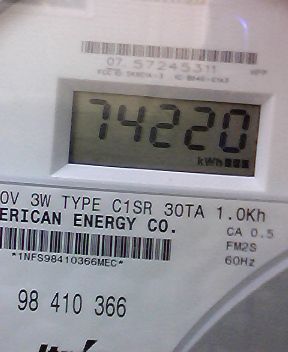 07 57245311
74220
kWh
0V 3W TYPE C1SR 30TA 1.0Kh
ERICAN ENERGY CO.
CA 0.5
FM2S
*1NFS98410366MEC*
60Hz
98 410 366